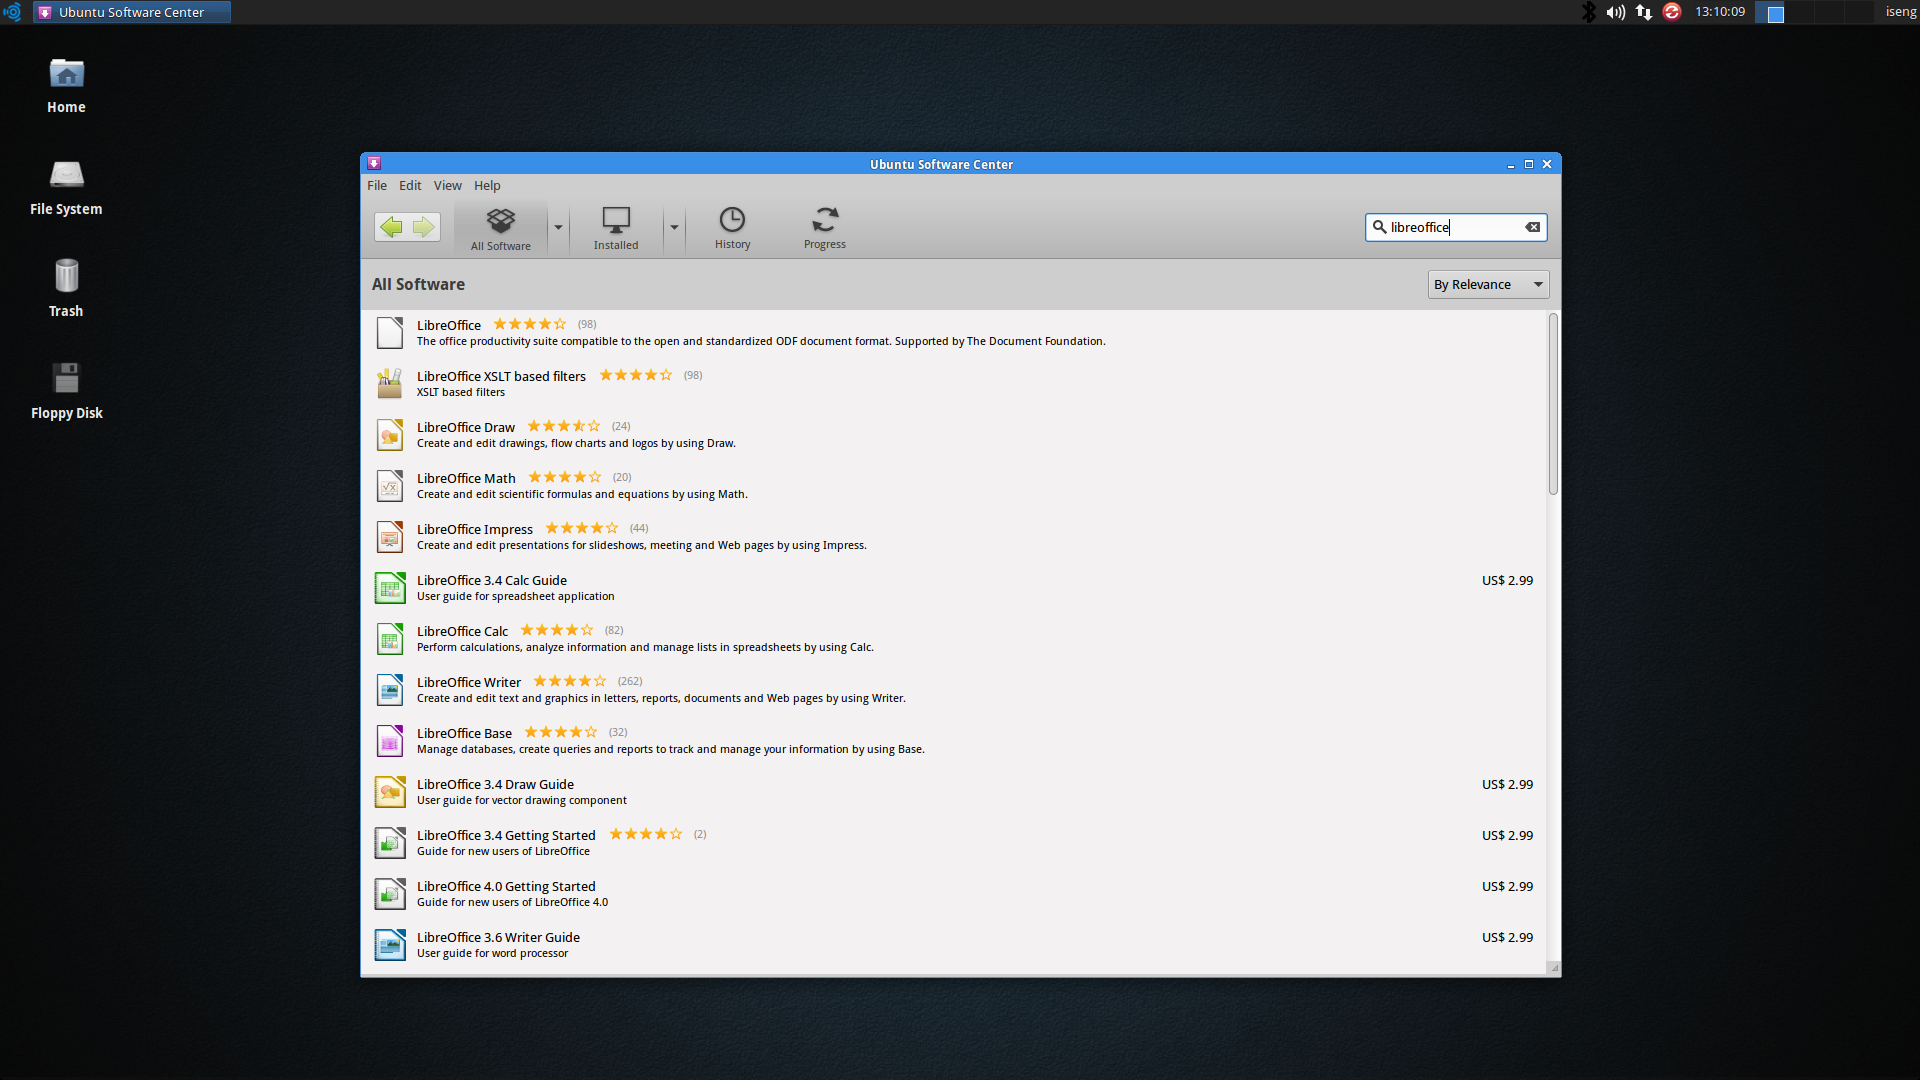 Ubuntu Software Center
13:10:09
iseng
Home
File System
Trash
Floppy Disk
Ubuntu Software Center
File Edit View Help
All Software
Installed
History
Progress
libreoffice
All Software
By Relevance
LibreOffice (98)
The office productivity suite compatible to the open and standardized ODF document format. Supported by The Document Foundation.
LibreOffice XSLT based filters (98)
XSLT based filters
LibreOffice Draw (24)
Create and edit drawings, flow charts and logos by using Draw.
LibreOffice Math (20)
Create and edit scientific formulas and equations by using Math.
LibreOffice Impress (44)
Create and edit presentations for slideshows, meeting and Web pages by using Impress.
LibreOffice 3.4 Calc Guide US$ 2.99
User guide for spreadsheet application
LibreOffice Calc (82)
Perform calculations, analyze information and manage lists in spreadsheets by using Calc.
LibreOffice Writer (262)
Create and edit text and graphics in letters, reports, documents and Web pages by using Writer.
LibreOffice Base (32)
Manage databases, create queries and reports to track and manage your information by using Base.
LibreOffice 3.4 Draw Guide US$ 2.99
User guide for vector drawing component
LibreOffice 3.4 Getting Started (2) US$ 2.99
Guide for new users of LibreOffice
LibreOffice 4.0 Getting Started US$ 2.99
Guide for new users of LibreOffice 4.0
LibreOffice 3.6 Writer Guide US$ 2.99
User guide for word processor